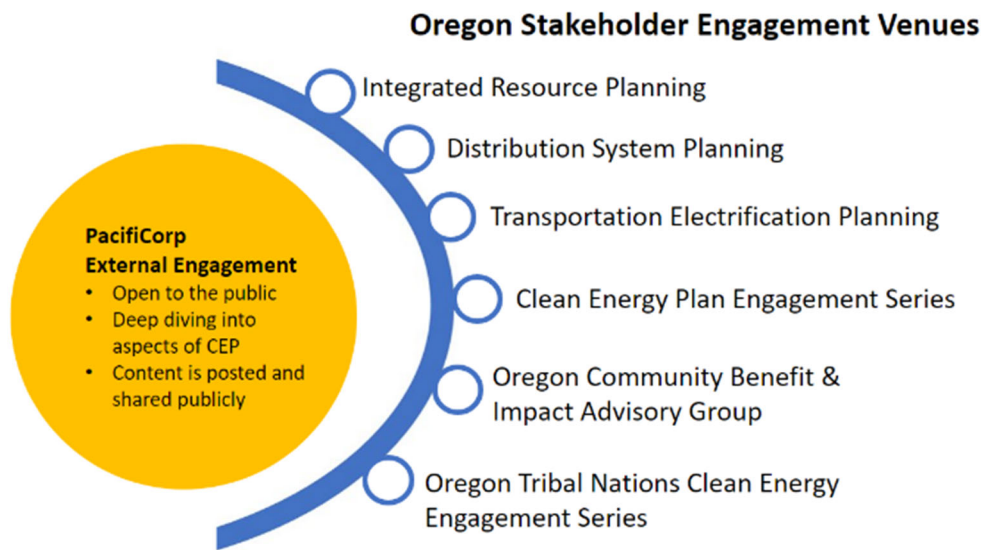 Oregon Stakeholder Engagement Venues
Integrated Resource Planning
Distribution System Planning
Transportation Electrification Planning
Clean Energy Plan Engagement Series
Oregon Community Benefit &
Impact Advisory Group
Oregon Tribal Nations Clean Energy
Engagement Series
PacifiCorp
External Engagement
• Open to the public
• Deep diving into
aspects of CEP
• Content is posted and
shared publicly